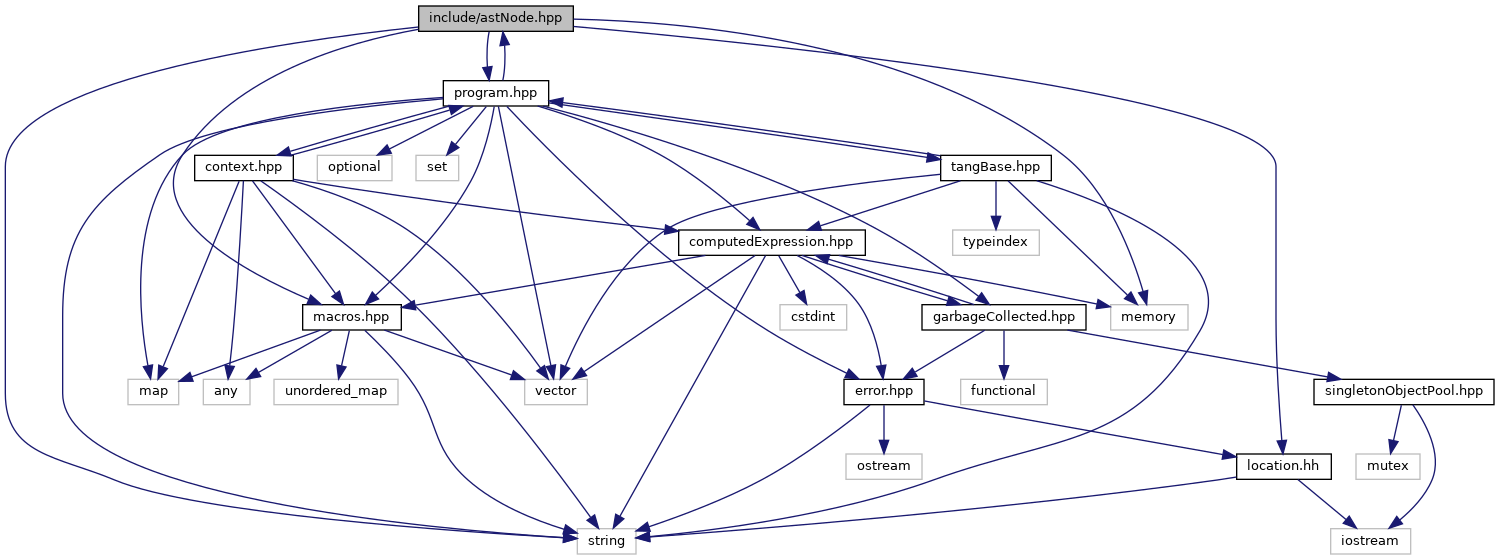 include/astNode.hpp
program.hpp
context.hpp
optional
set
tangBase.hpp
computedExpression.hpp
typeindex
macros.hpp
cstdint
garbageCollected.hpp
memory
map
any
unordered_map
vector
error.hpp
functional
singletonObjectPool.hpp
ostream
location.hh
mutex
string
iostream